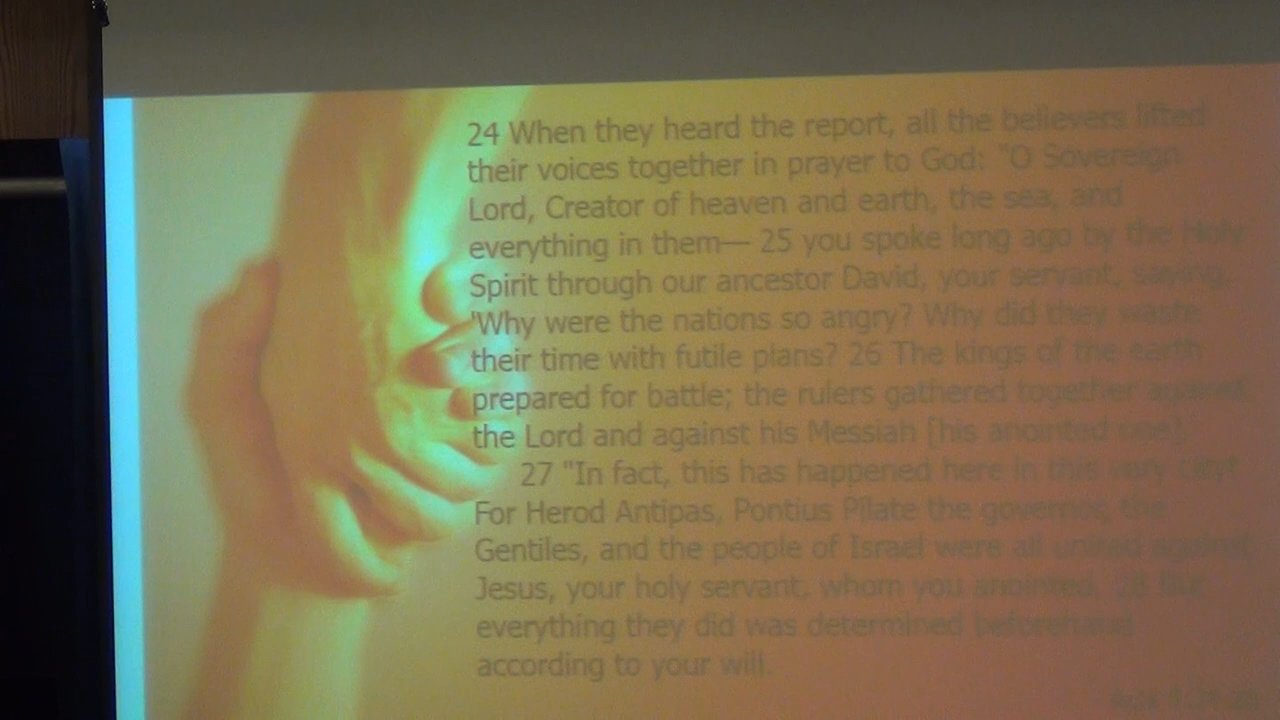 24 When they heard the report, all the believers lifted
their voices together in prayer to God: "O Sovereign
Lord, Creator of heaven and earth, the sea, and
everything in them— 25 you spoke long ago by the Holy
Spirit through our ancestor David, your servant, saying,
'Why were the nations so angry? Why did they waste
their time with futile plans? 26 The kings of the earth
prepared for battle; the rulers gathered together against
the Lord and against his Messiah [his anointed one].
27 "In fact, this has happened here in this very city!
For Herod Antipas, Pontius Pilate the governor, the
Gentiles, and the people of Israel were all united against
Jesus, your holy servant, whom you anointed. 28 But
everything they did was determined beforehand
according to your will.